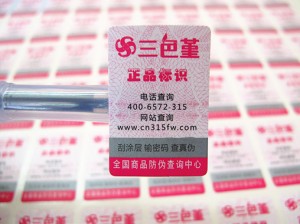 三色堇
正品标识
电话查询
400-6572-315
网站查询
www.cn315fw.com
刮涂层 输密码 查真伪
全国商品防伪查询中心